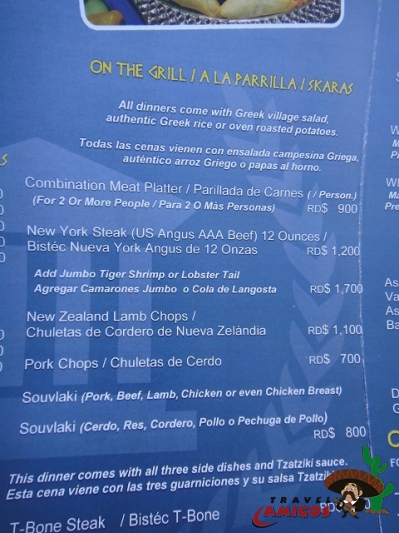 ON THE GRILL / A LA PARRILLA / SKARAS
All dinners come with Greek village salad,
authentic Greek rice or oven roasted potatoes.
Todas las cenas vienen con ensalada campesina Griega,
auténtico arroz Griego o papas al horno.
Combination Meat Platter / Parillada de Carnes ( / Person.)
(For 2 Or More People / Para 2 O Màs Personas) RD$ 900
New York Steak (US Angus AAA Beef) 12 Ounces /
Bistéc Nueva York Angus de 12 Onzas RD$ 1,200
Add Jumbo Tiger Shrimp or Lobster Tail
Agregar Camarones Jumbo o Cola de Langosta RD$ 1,700
New Zealand Lamb Chops /
Chuletas de Cordero de Nueva Zelándia RD$ 1,100
Pork Chops / Chuletas de Cerdo RD$ 700
Souvlaki (Pork, Beef, Lamb, Chicken or even Chicken Breast)
Souvlaki (Cerdo, Res, Cordero, Pollo o Pechuga de Pollo)
RD$ 800
This dinner comes with all three side dishes and Tzatziki sauce.
Esta cena viene con las tres guarniciones y su salsa Tzatziki
T-Bone Steak / Bistéc T-Bone
TRAVEL
AMIGOS